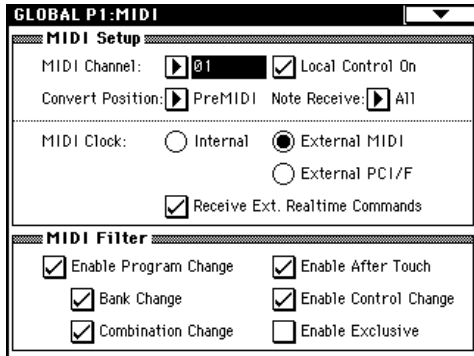 GLOBAL P1:MIDI
MIDI Setup
MIDI Channel: 01 Local Control On
Convert Position: PreMIDI Note Receive: All
MIDI Clock: Internal External MIDI
External PCI/F
Receive Ext. Realtime Commands
MIDI Filter
Enable Program Change Enable After Touch
Bank Change Enable Control Change
Combination Change Enable Exclusive